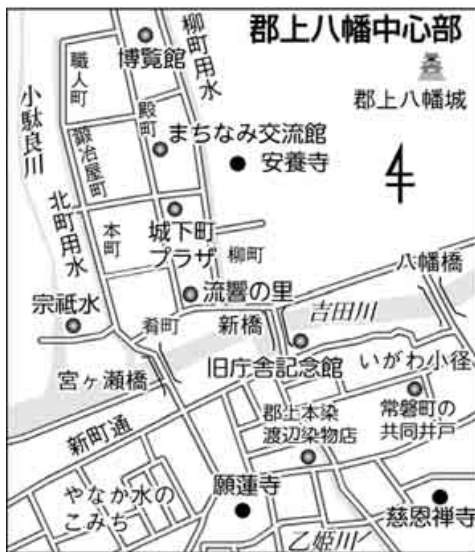 郡上八幡中心部
博覧館
柳町用水
職人町
郡上八幡城
小駄良川
殿町
まちなみ交流館
鍛冶屋町
安養寺
北町用水
本町
城下町
プラザ
柳町
八幡橋
流響の里
宗祇水
肴町
新橋
吉田川
旧庁舎記念館
いがわ小径
宮ヶ瀬橋
郡上本染
渡辺染物店
常磐町の
共同井戸
新町通
やなか水の
こみち
願蓮寺
慈恩禅寺
乙姫川